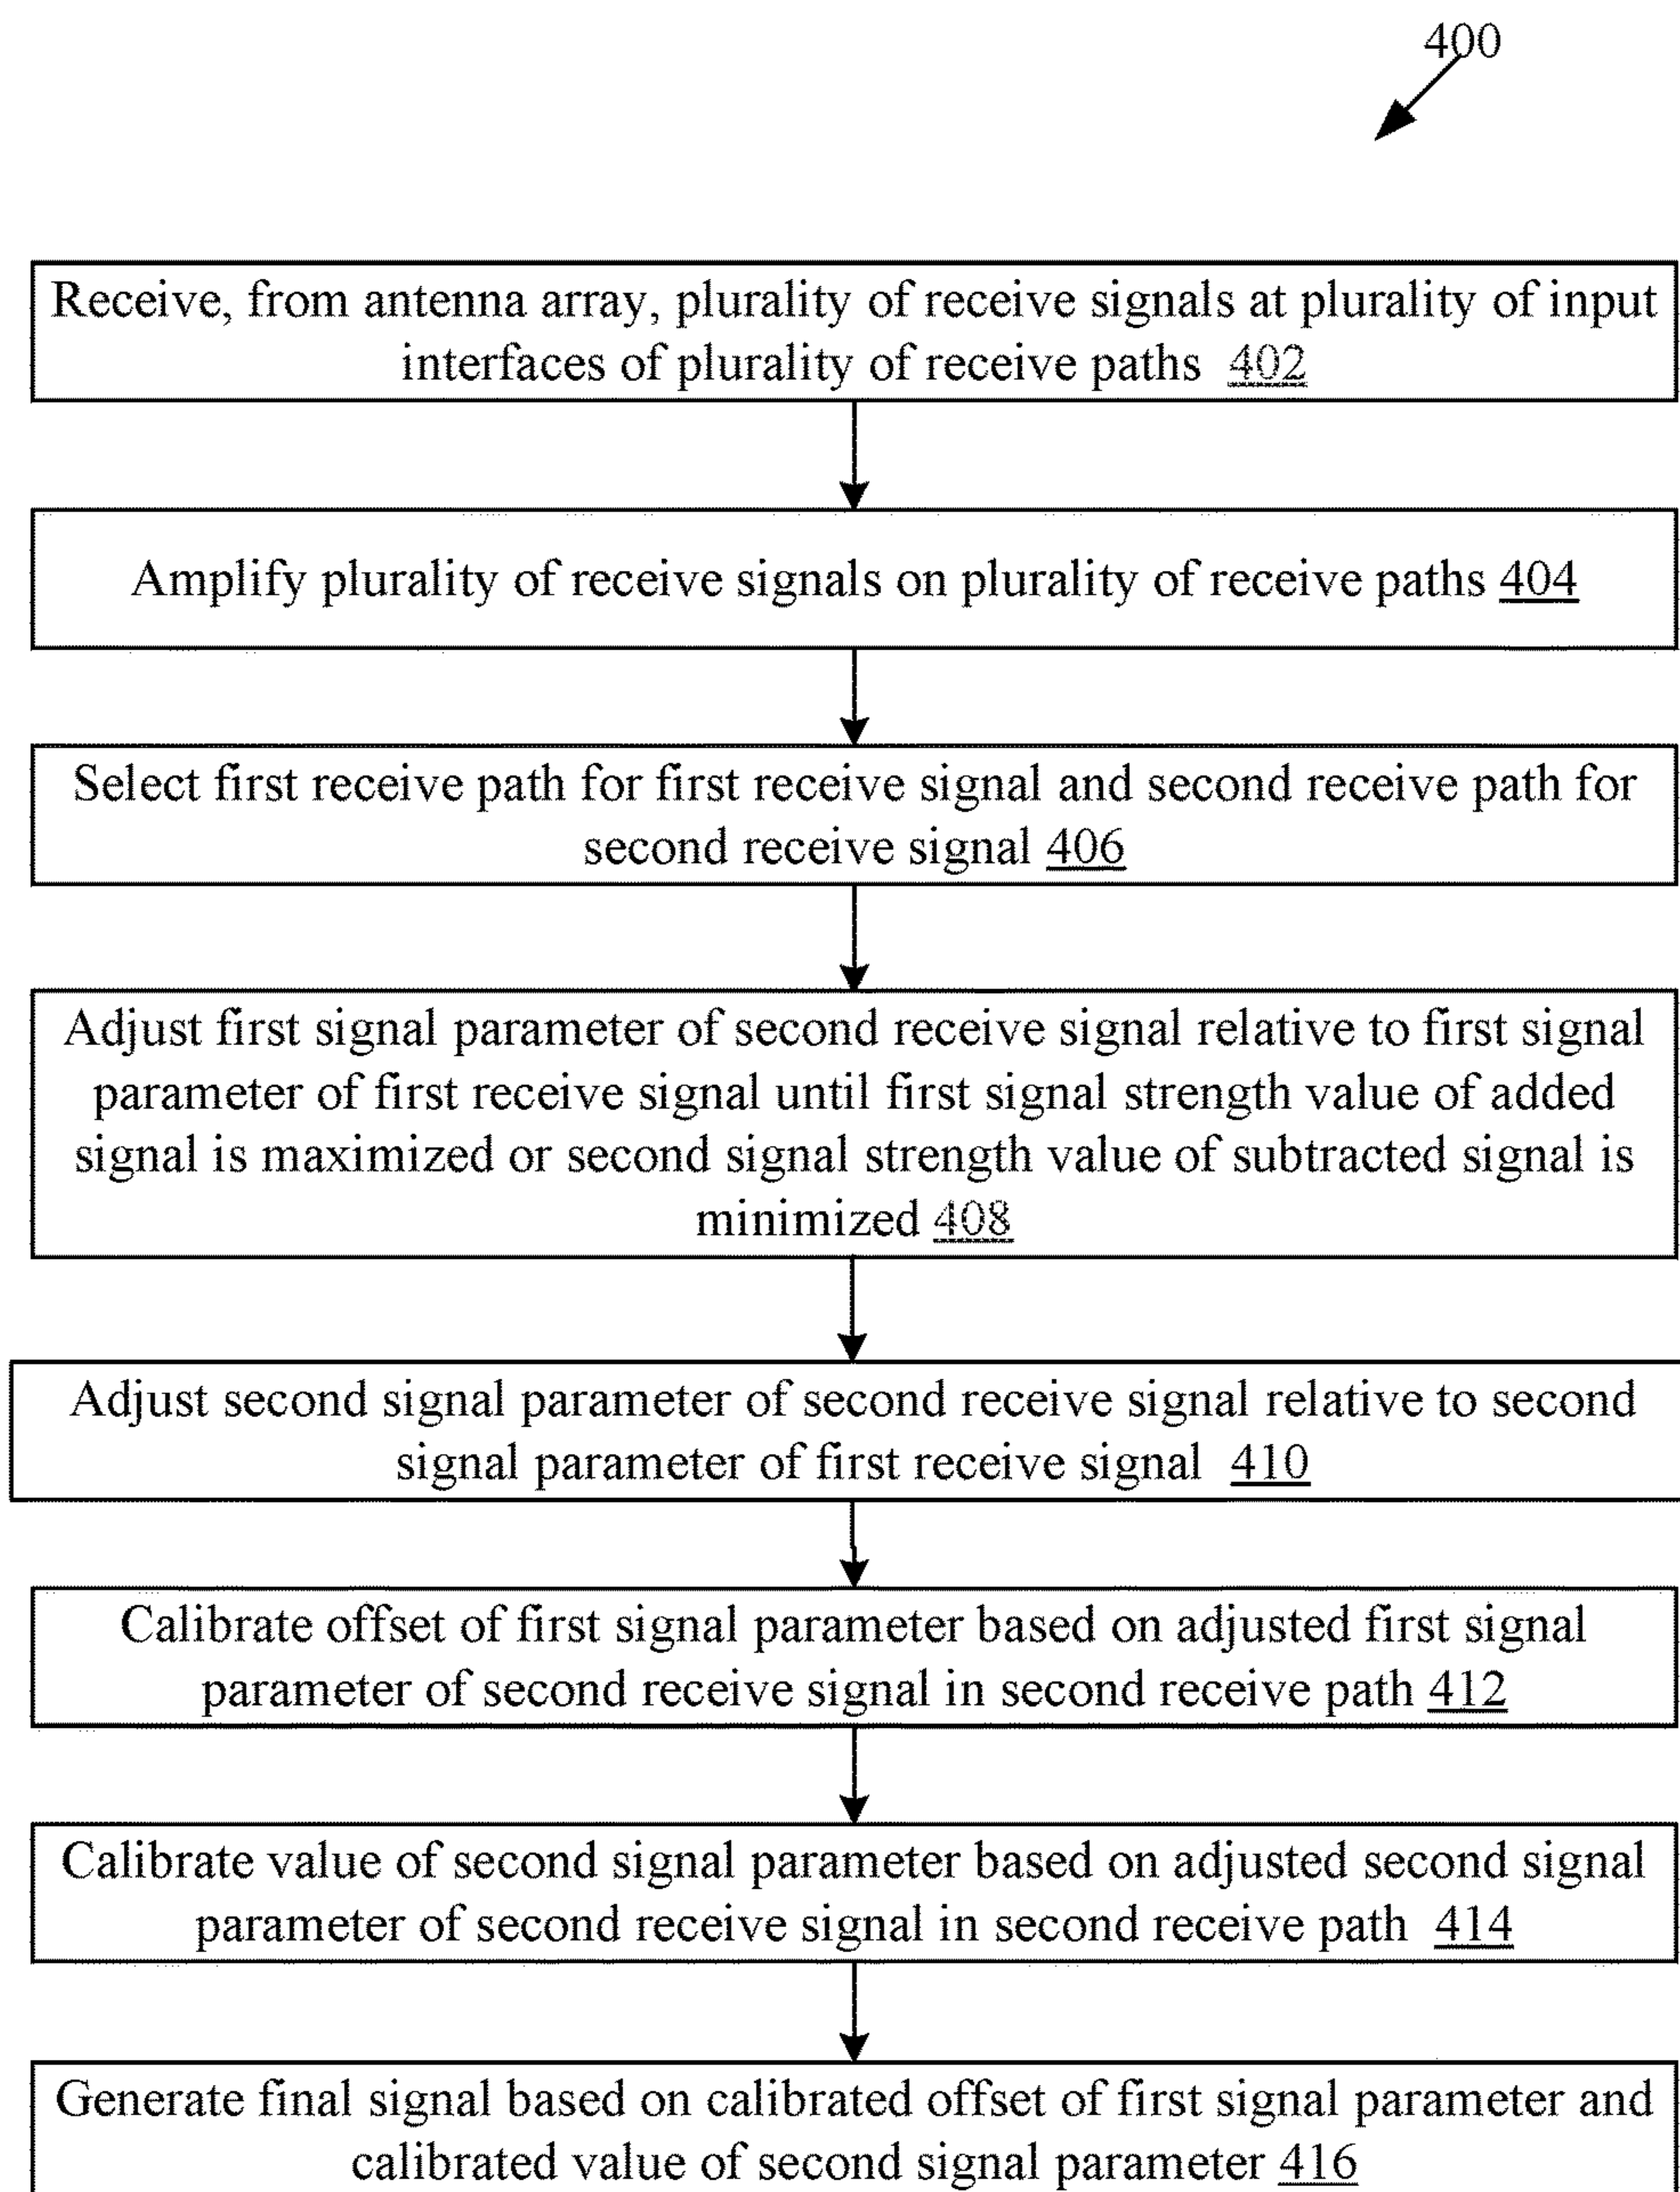 400
Receive, from antenna array, plurality of receive signals at plurality of input
interfaces of plurality of receive paths 402
Amplify plurality of receive signals on plurality of receive paths 404
Select first receive path for first receive signal and second receive path for
second receive signal 406
Adjust first signal parameter of second receive signal relative to first signal
parameter of first receive signal until first signal strength value of added
signal is maximized or second signal strength value of subtracted signal is
minimized 408
Adjust second signal parameter of second receive signal relative to second
signal parameter of first receive signal 410
Calibrate offset of first signal parameter based on adjusted first signal
parameter of second receive signal in second receive path 412
Calibrate value of second signal parameter based on adjusted second signal
parameter of second receive signal in second receive path 414
Generate final signal based on calibrated offset of first signal parameter and
calibrated value of second signal parameter 416